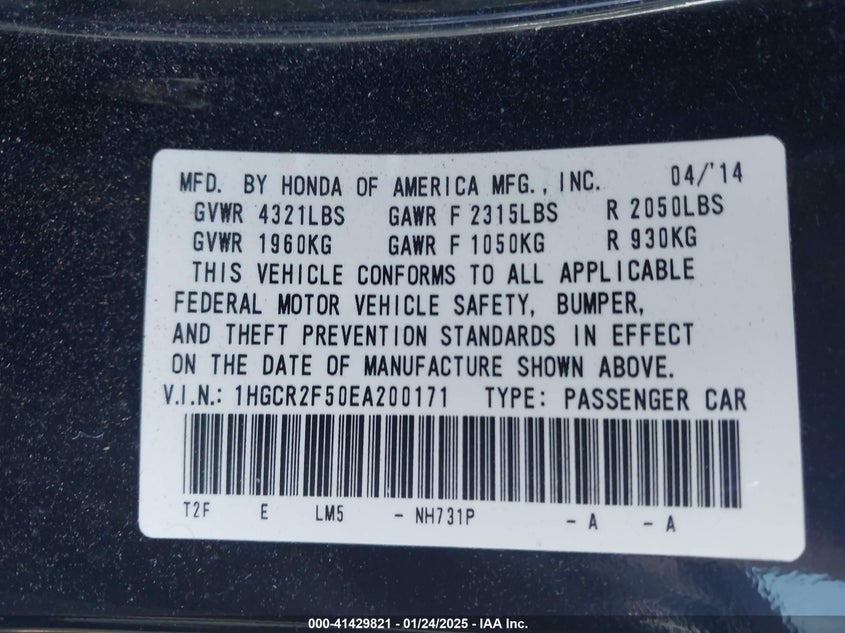 MFD. BY HONDA OF AMERICA MFG., INC. 04/'14
GVWR 4321LBS GAWR F 2315LBS R 2050LBS
GVWR 1960KG GAWR F 1050KG R 930KG
THIS VEHICLE CONFORMS TO ALL APPLICABLE
FEDERAL MOTOR VEHICLE SAFETY, BUMPER,
AND THEFT PREVENTION STANDARDS IN EFFECT
ON THE DATE OF MANUFACTURE SHOWN ABOVE.
V.I.N.: 1HGCR2F50EA200171 TYPE: PASSENGER CAR
T2F E LM5 - NH731P - A - A
000-41429821 - 01/24/2025 - IAA Inc.